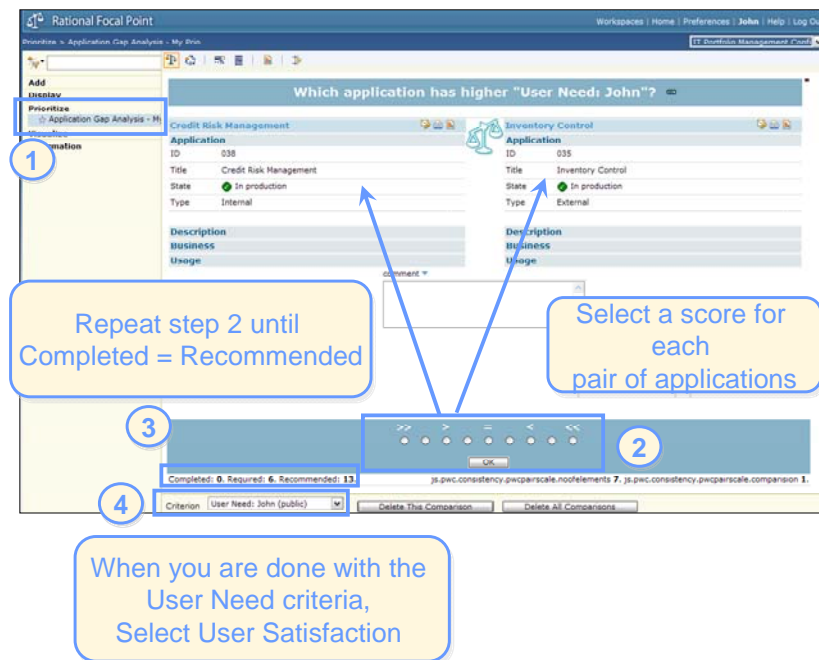 Rational Focal Point
Workspaces | Home | Preferences | John | Help | Log Ou
Prioritize > Application Gap Analysis - My Prio
IT Portfolio Management Confi
Add
Display
Prioritize
Application Gap Analysis - M
1
Which application has higher "User Need: John"?
Credit Risk Management
Application
ID 038
Title Credit Risk Management
State In production
Type Internal
Description
Business
Usage
Inventory Control
Application
ID 035
Title Inventory Control
State In production
Type External
Description
Business
Usage
comment
Repeat step 2 until
Completed = Recommended
Select a score for
each
pair of applications
3
>> > = < <<
OK
2
Completed: 0. Required: 6. Recommended: 13.
js.pwc.consistency.pwcpairscale.noofelements 7. js.pwc.consistency.pwcpairscale.comparision 1.
4
Criterion User Need: John (public)
Delete This Comparison
Delete All Comparisons
When you are done with the
User Need criteria,
Select User Satisfaction